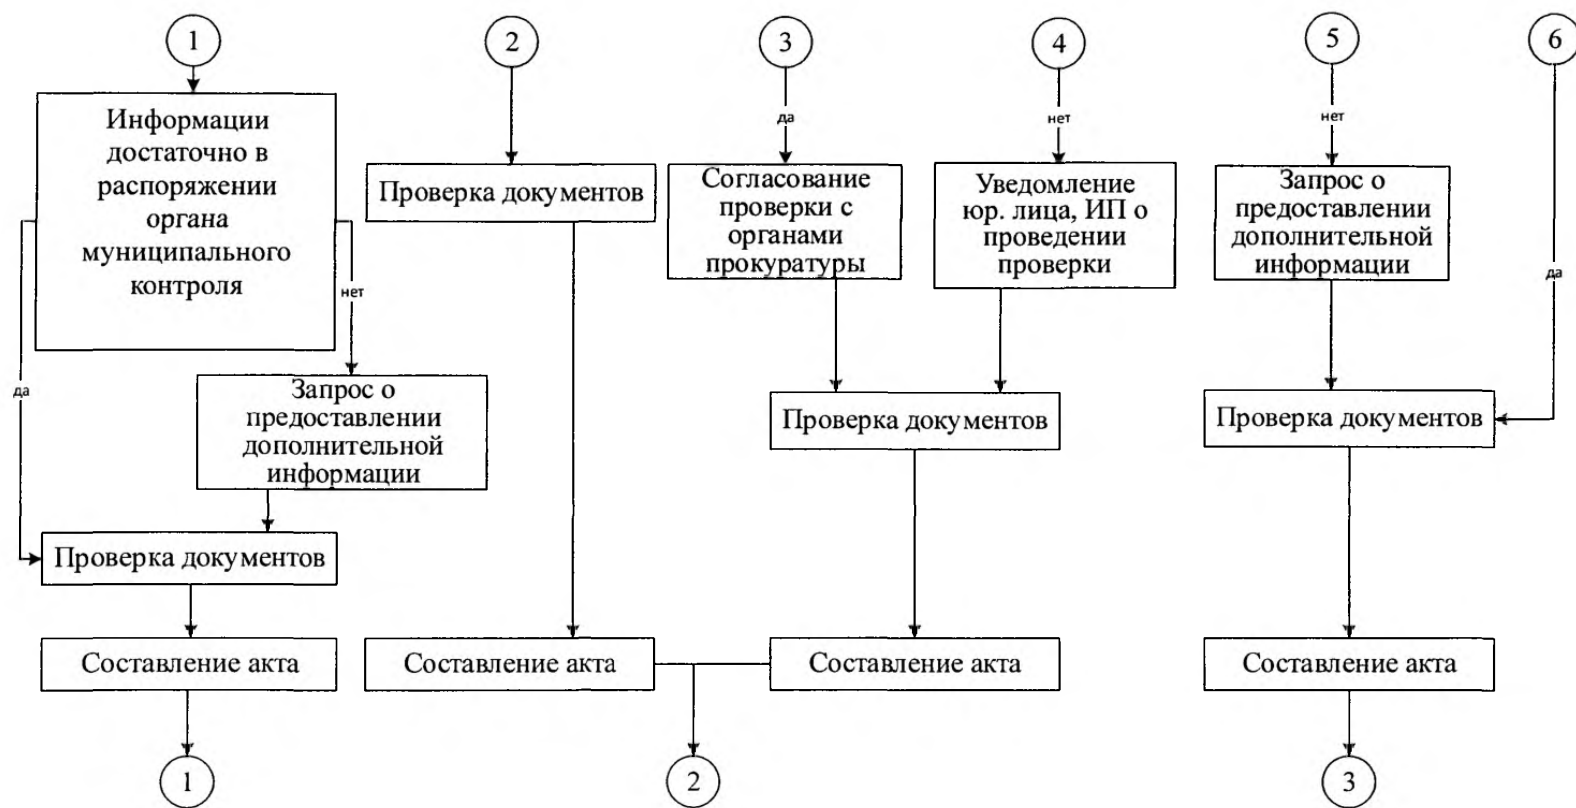 1
2
3
4
5
6
да
нет
нет
Информации
достаточно в
распоряжении
органа
муниципального
контроля
Проверка документов
Согласование
проверки с
органами
прокуратуры
Уведомление
юр. лица, ИП о
проведении
проверки
Запрос о
предоставлении
дополнительной
информации
да
нет
да
Запрос о
предоставлении
дополнительной
информации
Проверка документов
Проверка документов
Проверка документов
Составление акта
Составление акта
Составление акта
Составление акта
1
2
3